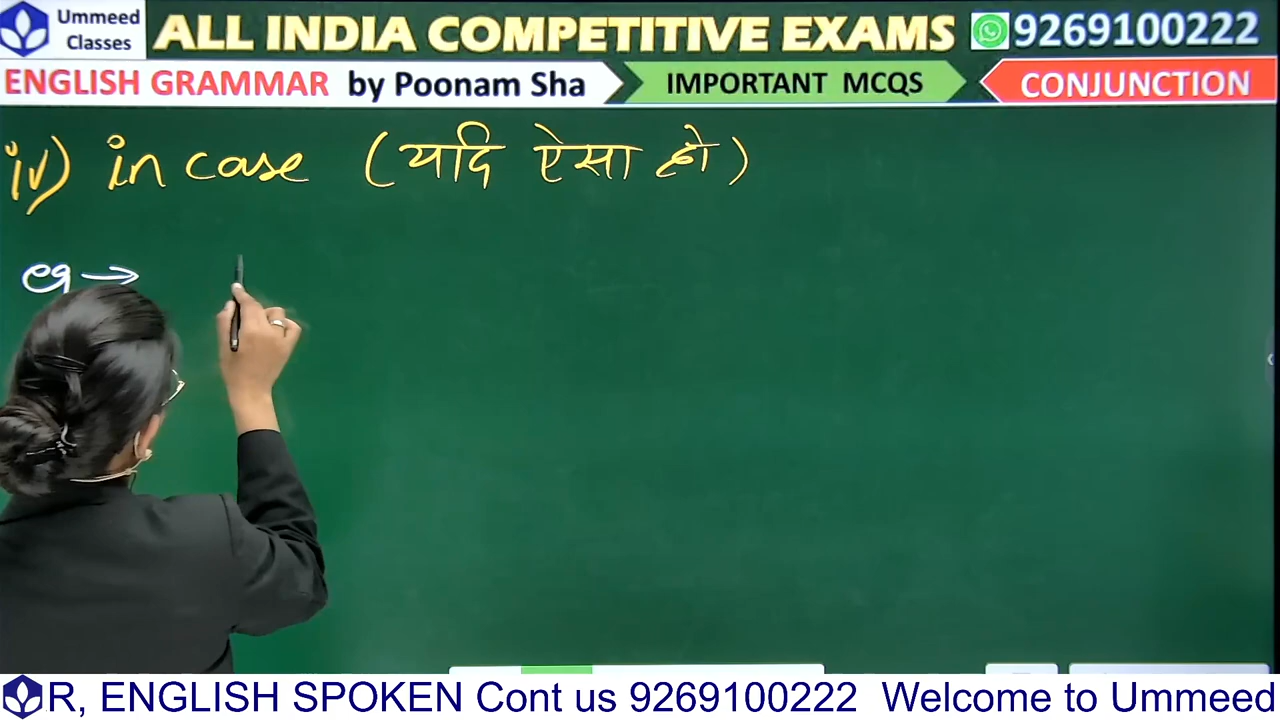 Ummeed
Classes
ALL INDIA COMPETITIVE EXAMS
9269100222
ENGLISH GRAMMAR by Poonam Sha
IMPORTANT MCQS
CONJUNCTION
iv) in case (यदि ऐसा हो)
eg →
R, ENGLISH SPOKEN Cont us 9269100222 Welcome to Ummeed